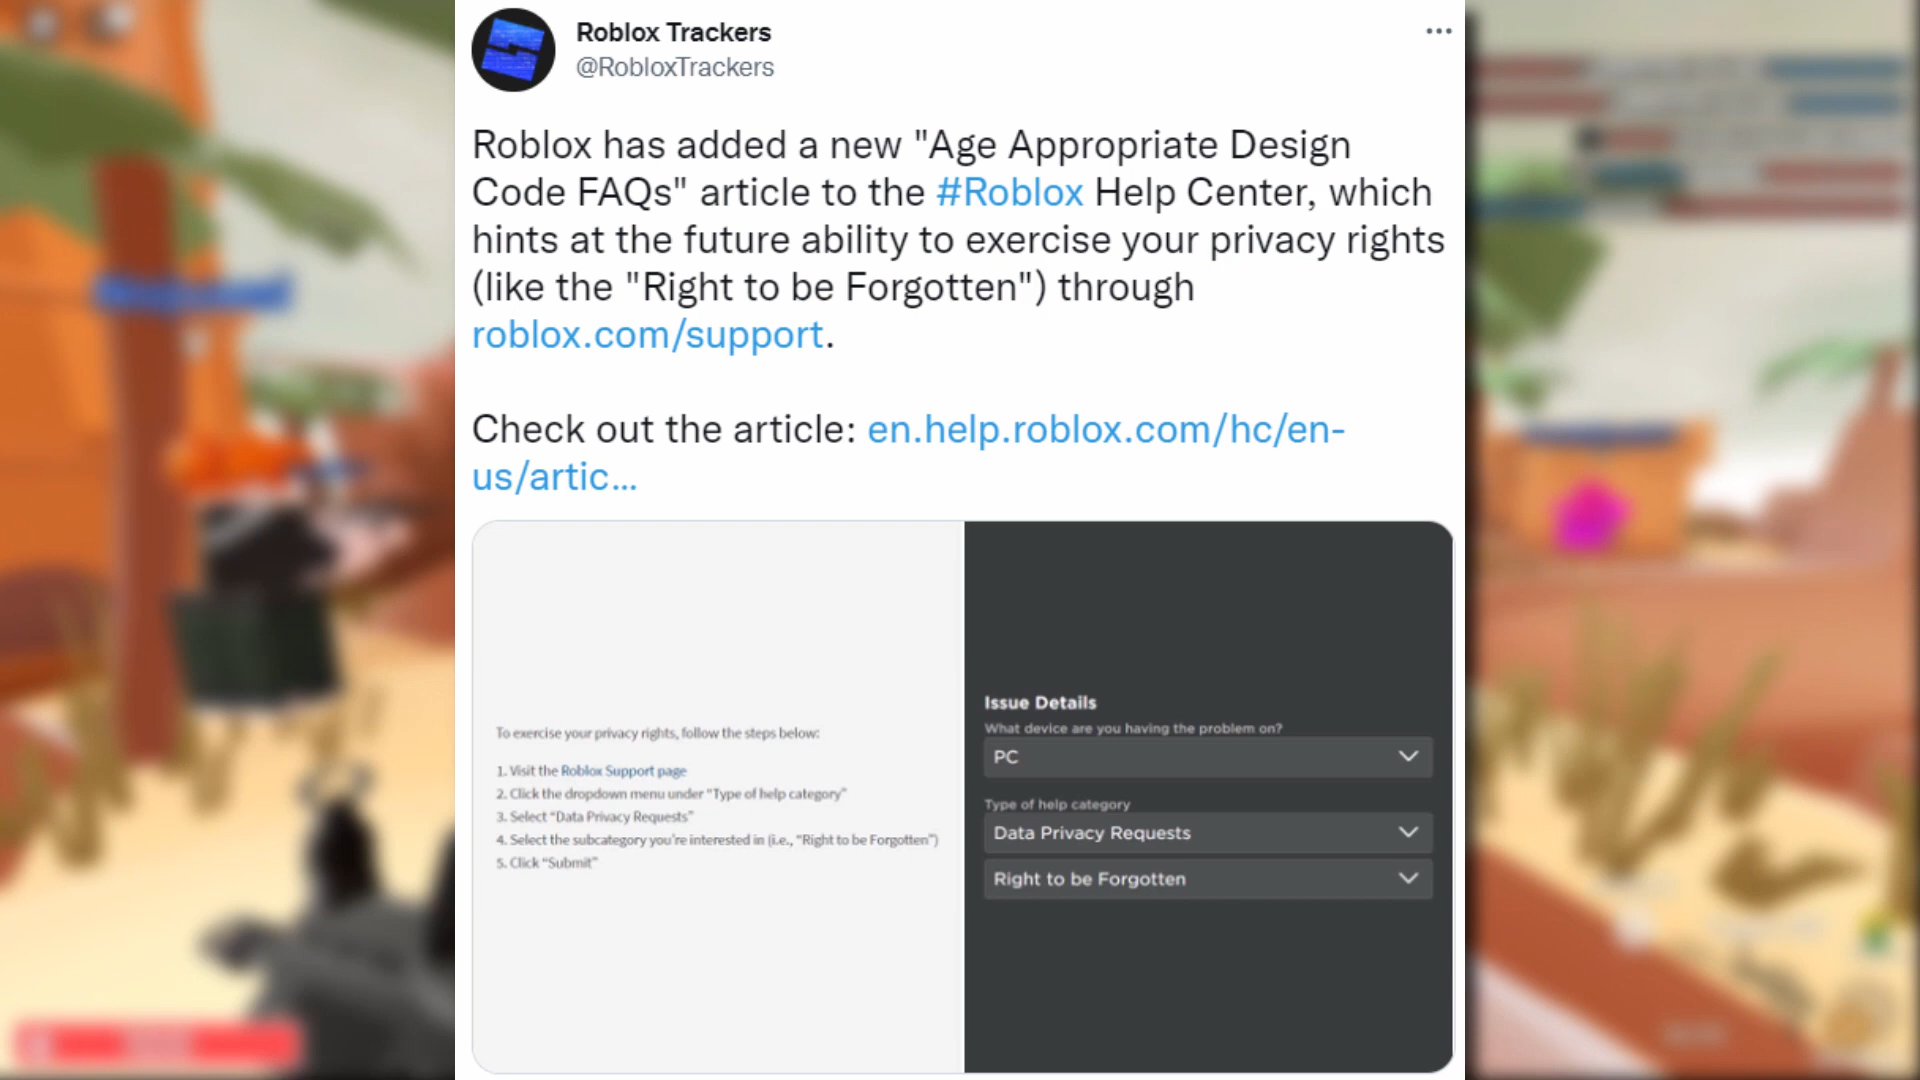 Roblox Trackers
@RobloxTrackers
Roblox has added a new "Age Appropriate Design
Code FAQs" article to the #Roblox Help Center, which
hints at the future ability to exercise your privacy rights
(like the "Right to be Forgotten") through
roblox.com/support.
Check out the article: en.help.roblox.com/hc/en-
us/artic…
To exercise your privacy rights, follow the steps below:
1. Visit the Roblox Support page
2. Click the dropdown menu under "Type of help category"
3. Select "Data Privacy Requests"
4. Select the subcategory you're interested in (i.e., "Right to be Forgotten")
5. Click "Submit"
Issue Details
What device are you having the problem on?
PC
Type of help category
Data Privacy Requests
Right to be Forgotten